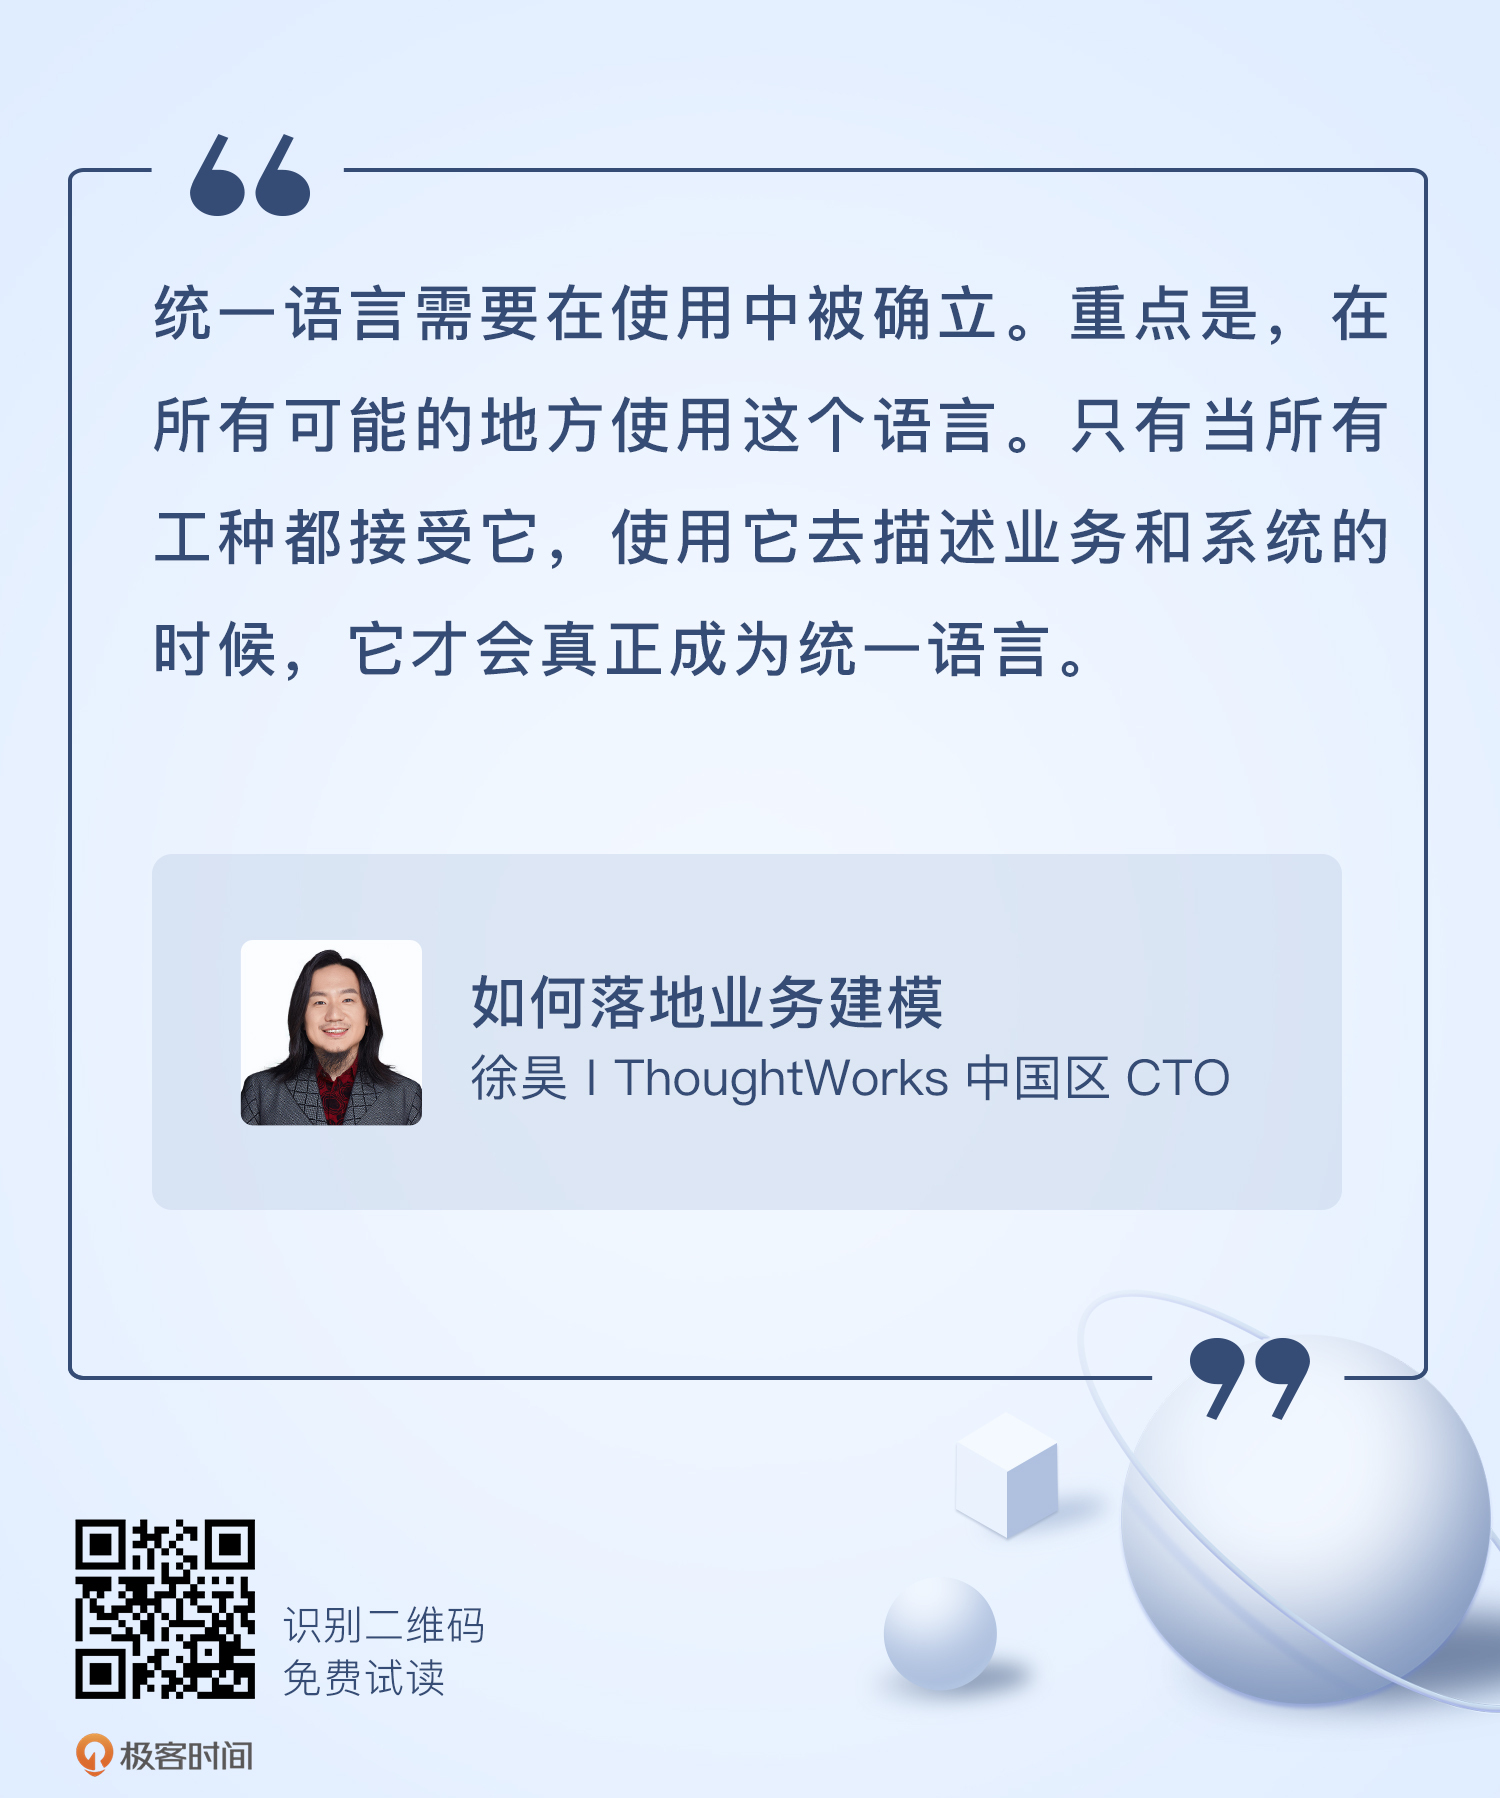 统一语言需要在使用中被确立。重点是，在
所有可能的地方使用这个语言。只有当所有
工种都接受它，使用它去描述业务和系统的
时候，它才会真正成为统一语言。
如何落地业务建模
徐昊 | ThoughtWorks 中国区 CTO
识别二维码
免费试读
极客时间